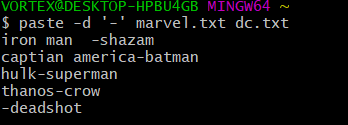 VORTEX@DESKTOP-HPBU4GB MINGW64 ~
$ paste -d '-' marvel.txt dc.txt
iron man  -shazam
captian america-batman
hulk-superman
thanos-crow
-deadshot